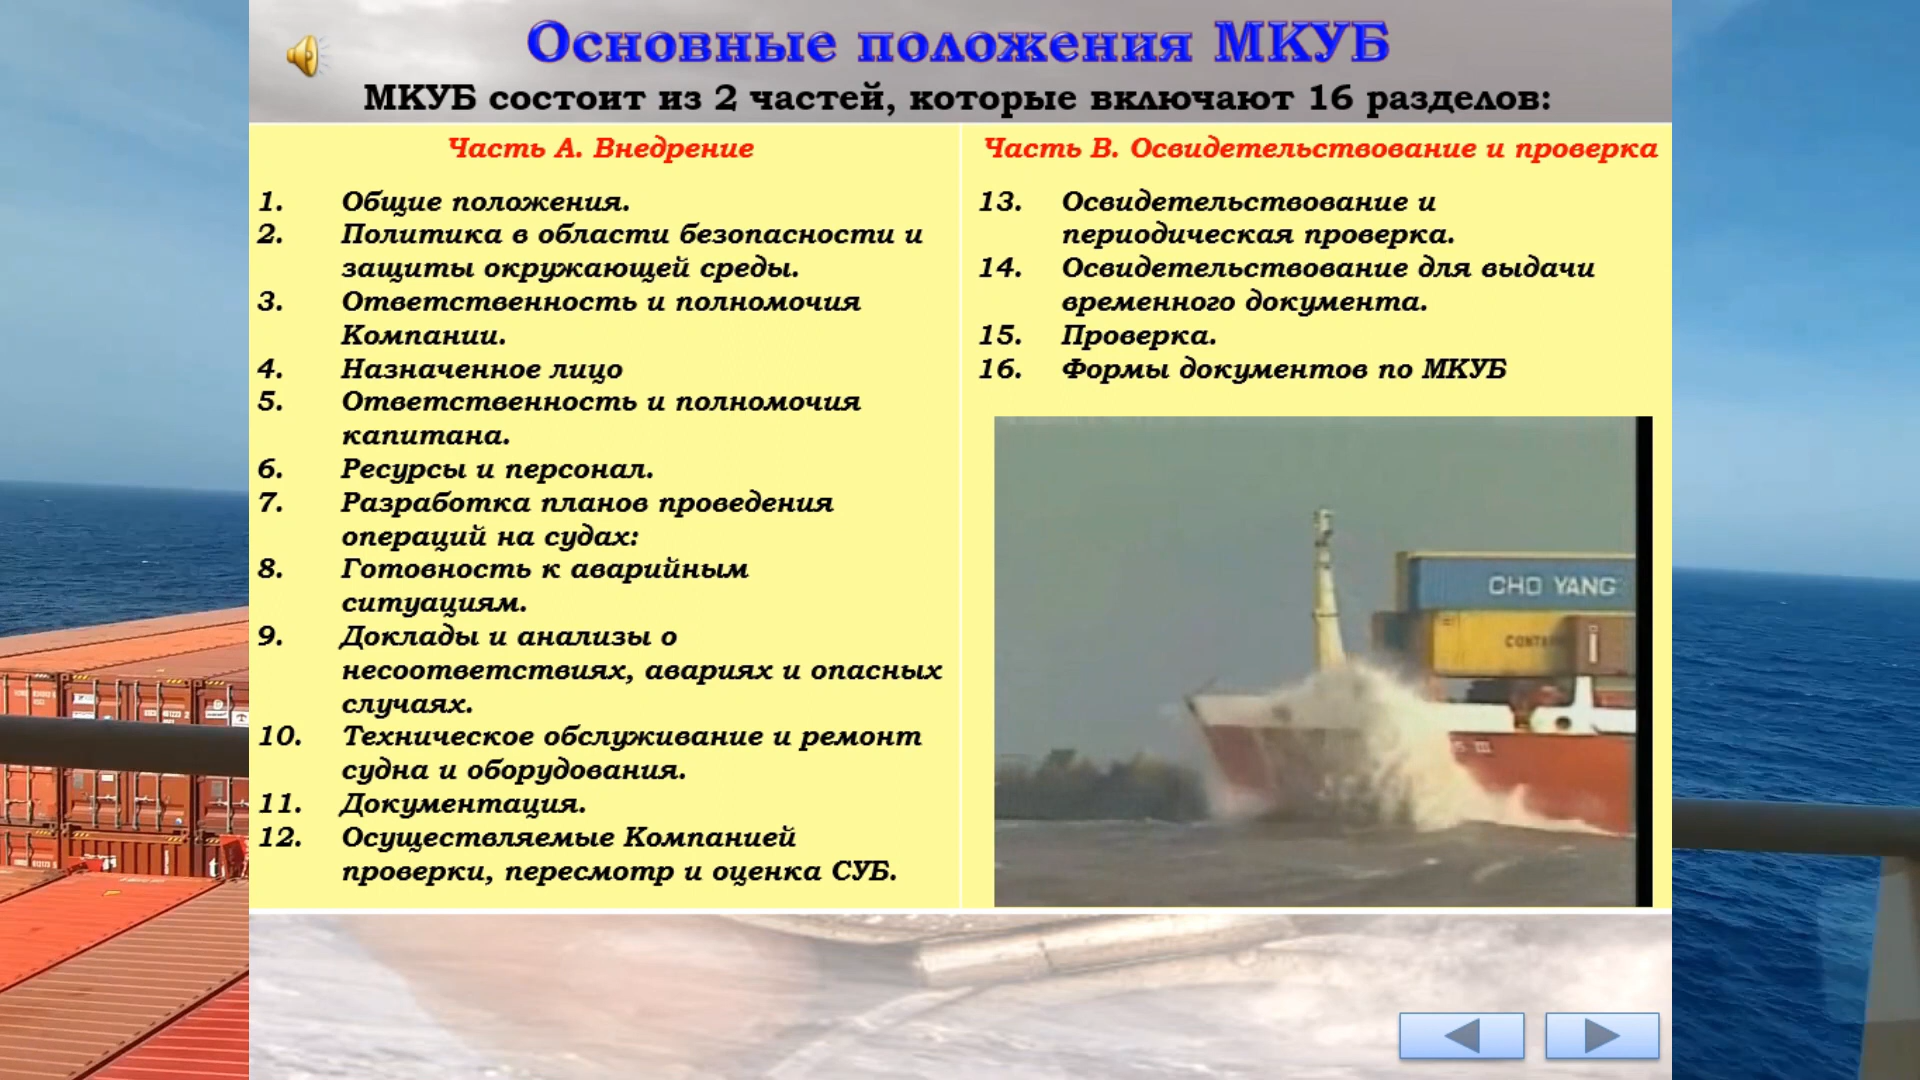 Основные положения МКУБ
МКУБ состоит из 2 частей, которые включают 16 разделов:
Часть А. Внедрение
1. Общие положения.
2. Политика в области безопасности и
защиты окружающей среды.
3. Ответственность и полномочия
Компании.
4. Назначенное лицо
5. Ответственность и полномочия
капитана.
6. Ресурсы и персонал.
7. Разработка планов проведения
операций на судах:
8. Готовность к аварийным
ситуациям.
9. Доклады и анализы о
несоответствиях, авариях и опасных
случаях.
10. Техническое обслуживание и ремонт
судна и оборудования.
11. Документация.
12. Осуществляемые Компанией
проверки, пересмотр и оценка СУБ.
Часть В. Освидетельствование и проверка
13. Освидетельствование и
периодическая проверка.
14. Освидетельствование для выдачи
временного документа.
15. Проверка.
16. Формы документов по МКУБ
CHO YANG